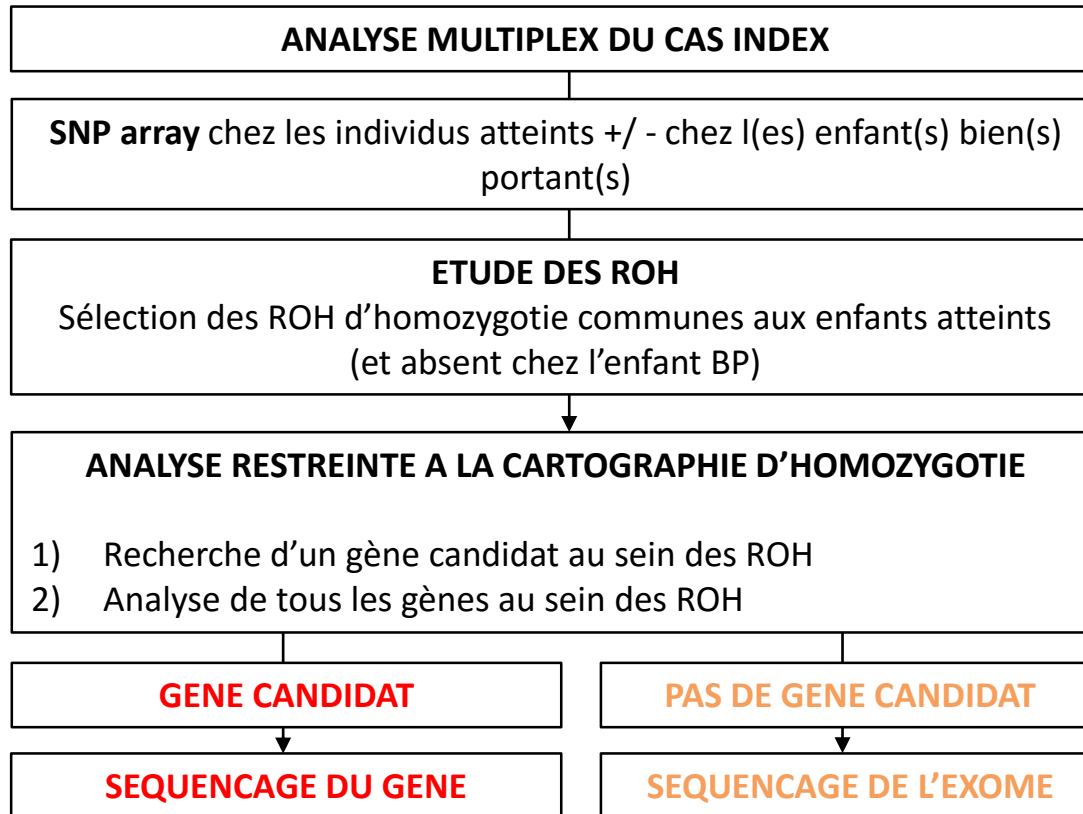 ANALYSE MULTIPLEX DU CAS INDEX
SNP array chez les individus atteints +/ - chez l(es) enfant(s) bien(s)
portant(s)
ETUDE DES ROH
Sélection des ROH d’homozygotie communes aux enfants atteints
(et absent chez l’enfant BP)
ANALYSE RESTREINTE A LA CARTOGRAPHIE D’HOMOZYGOTIE
1) Recherche d’un gène candidat au sein des ROH
2) Analyse de tous les gènes au sein des ROH
GENE CANDIDAT
PAS DE GENE CANDIDAT
SEQUENCAGE DU GENE
SEQUENCAGE DE L’EXOME